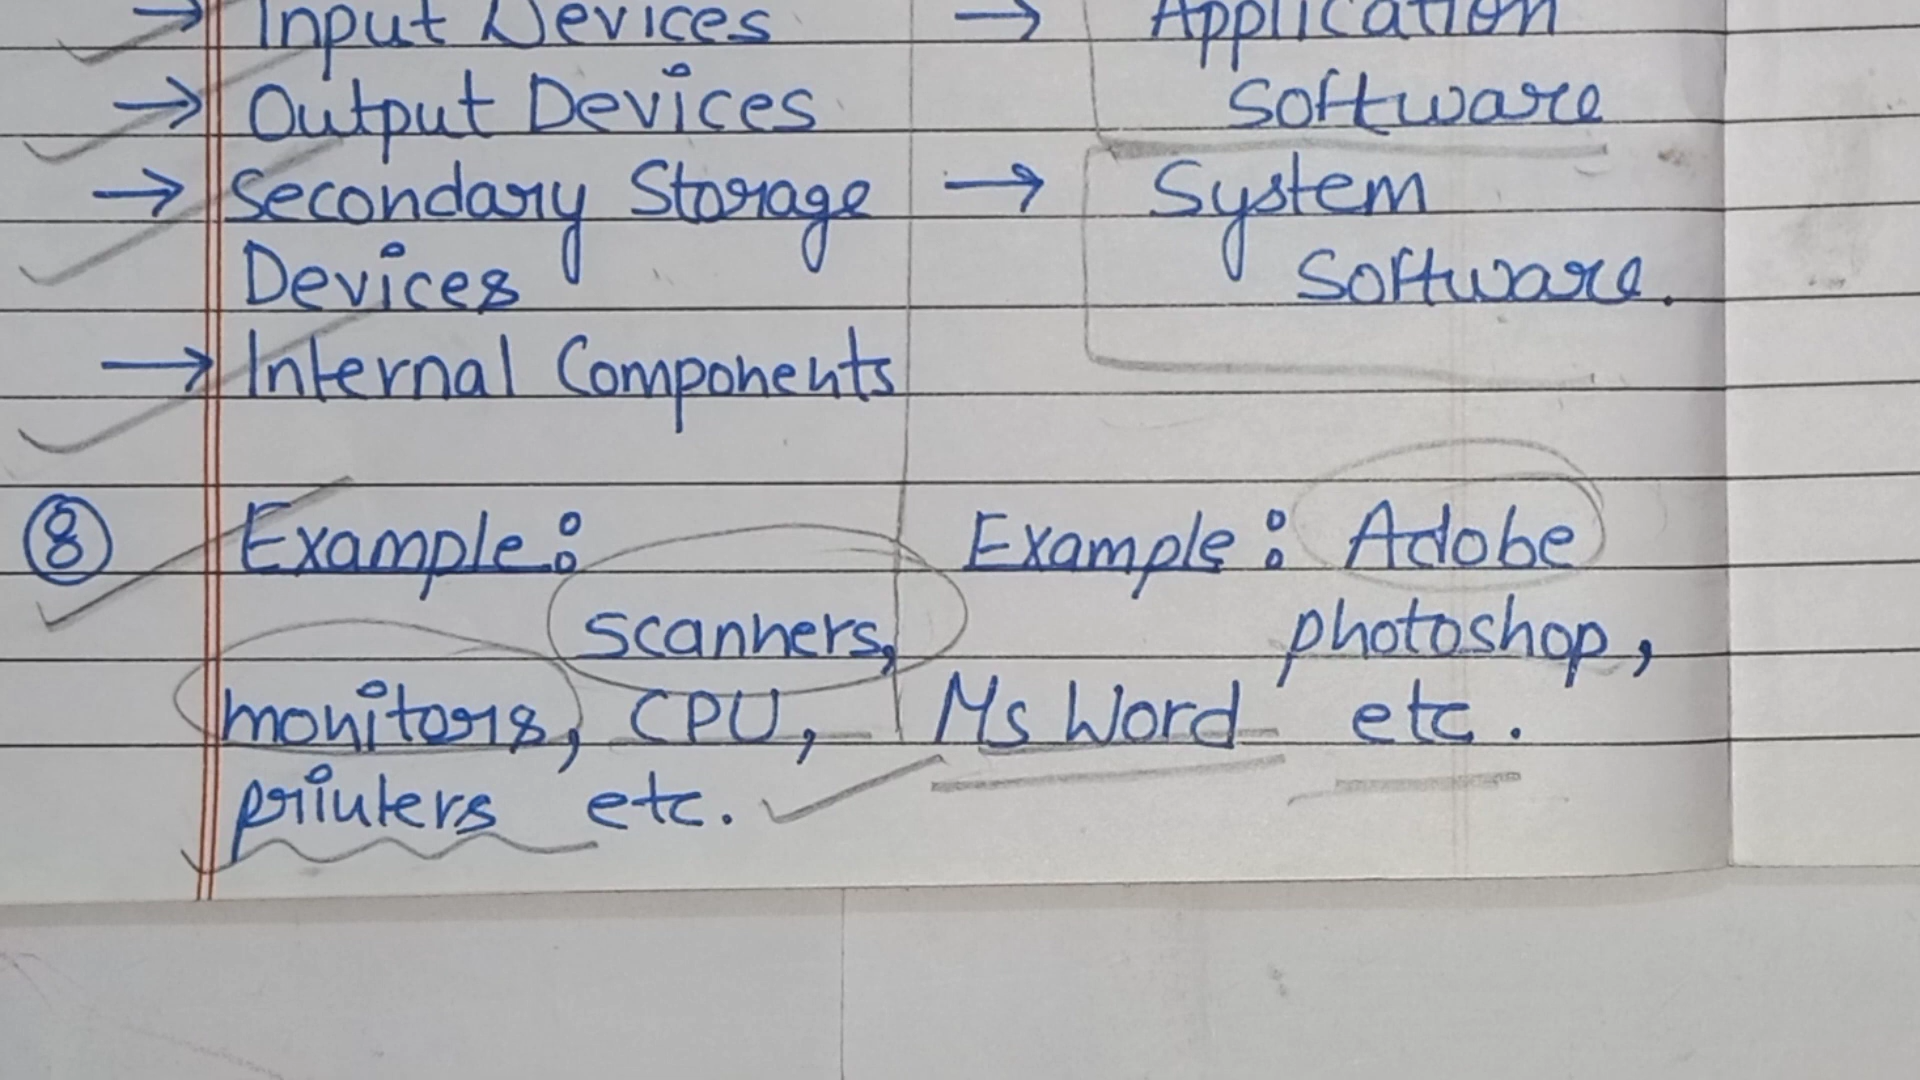 → Input Devices → Application
→ Output Devices Software
→ Secondary Storage → System
Devices Software.
→ Internal Components
⑧ Example: Example: Adobe
scanners, photoshop,
monitors, CPU, Ms Word etc.
printers etc.